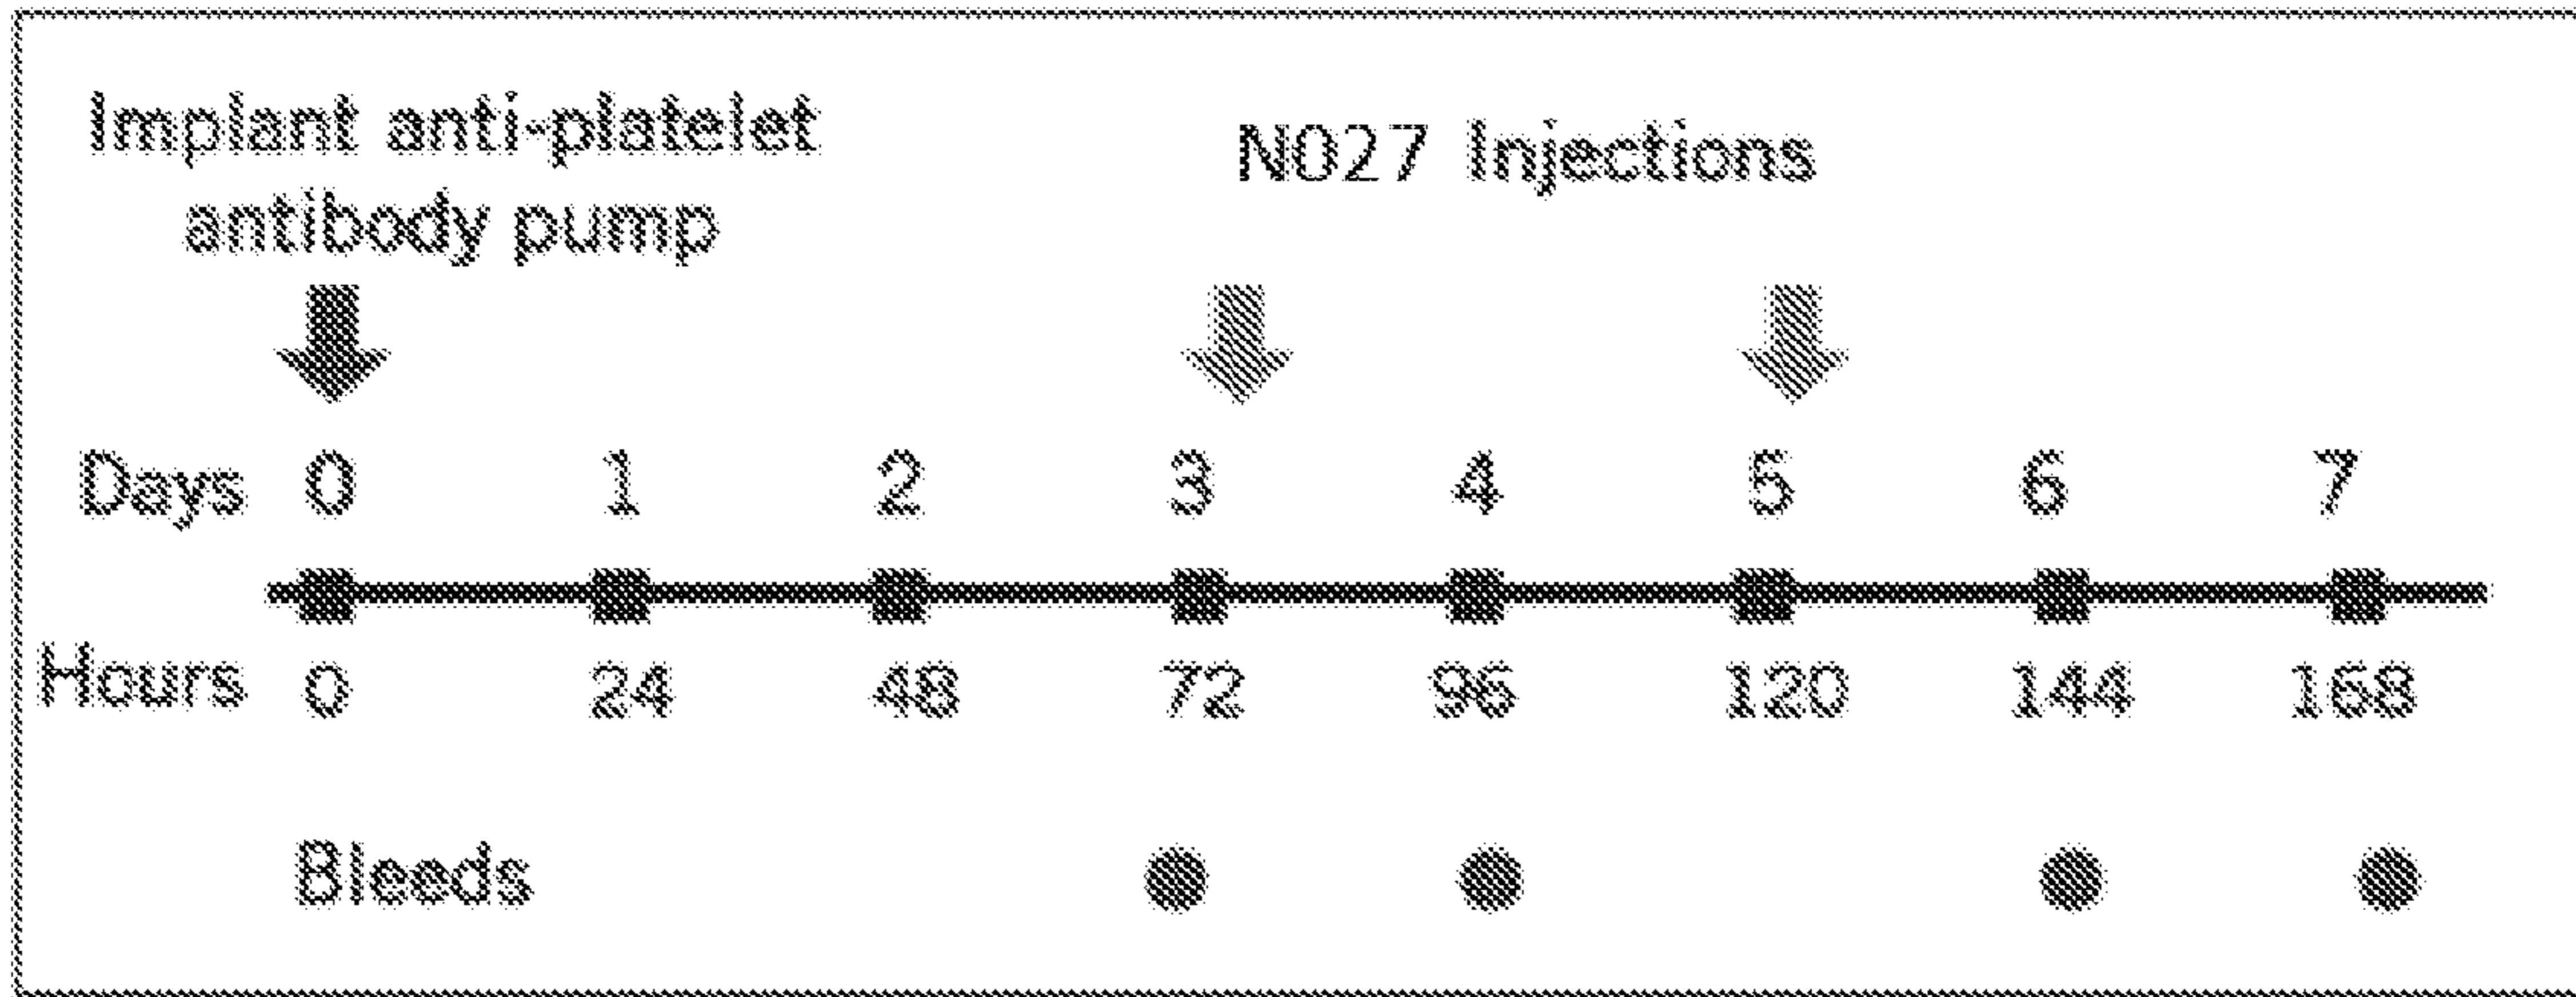 Implant anti-platelet
antibody pump
N027 Injections
Days 0 1 2 3 4 5 6 7
Hours 0 24 48 72 96 120 144 168
Bleeds